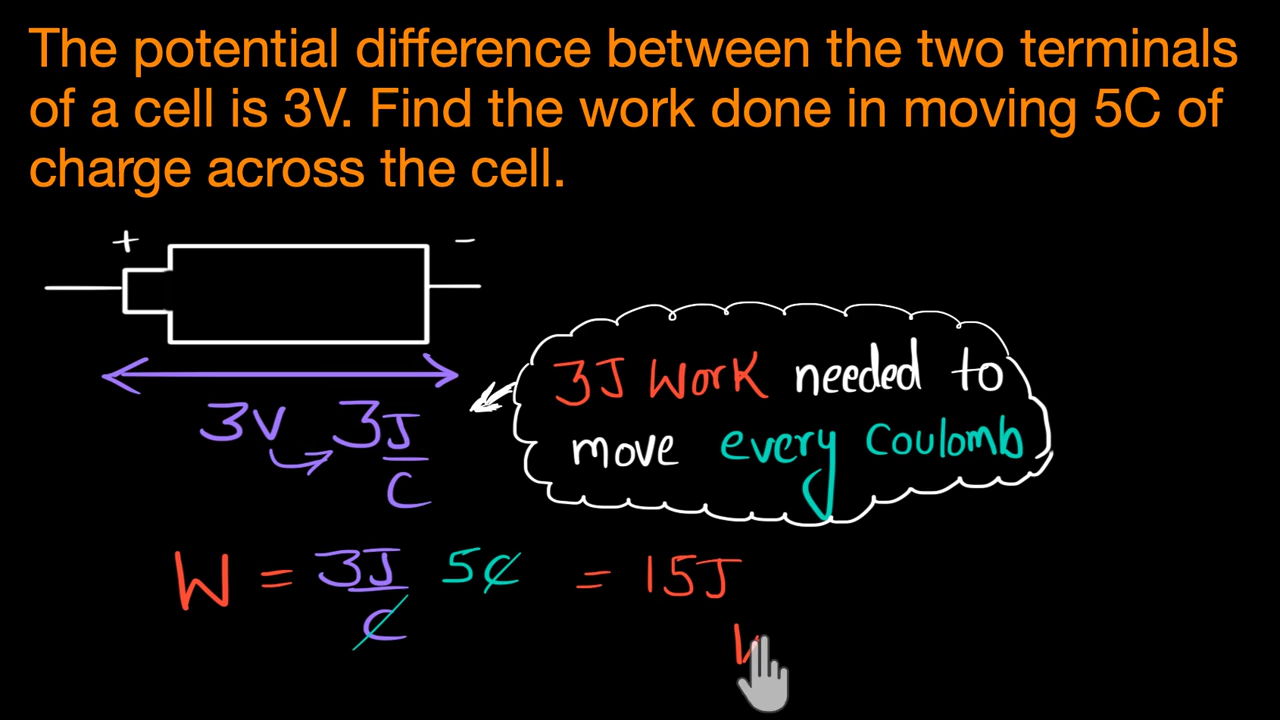 The potential difference between the two terminals
of a cell is 3V. Find the work done in moving 5C of
charge across the cell.
+ -
3V 3J/C
3J Work needed to
move every Coulomb
W = 3J/C 5C = 15J